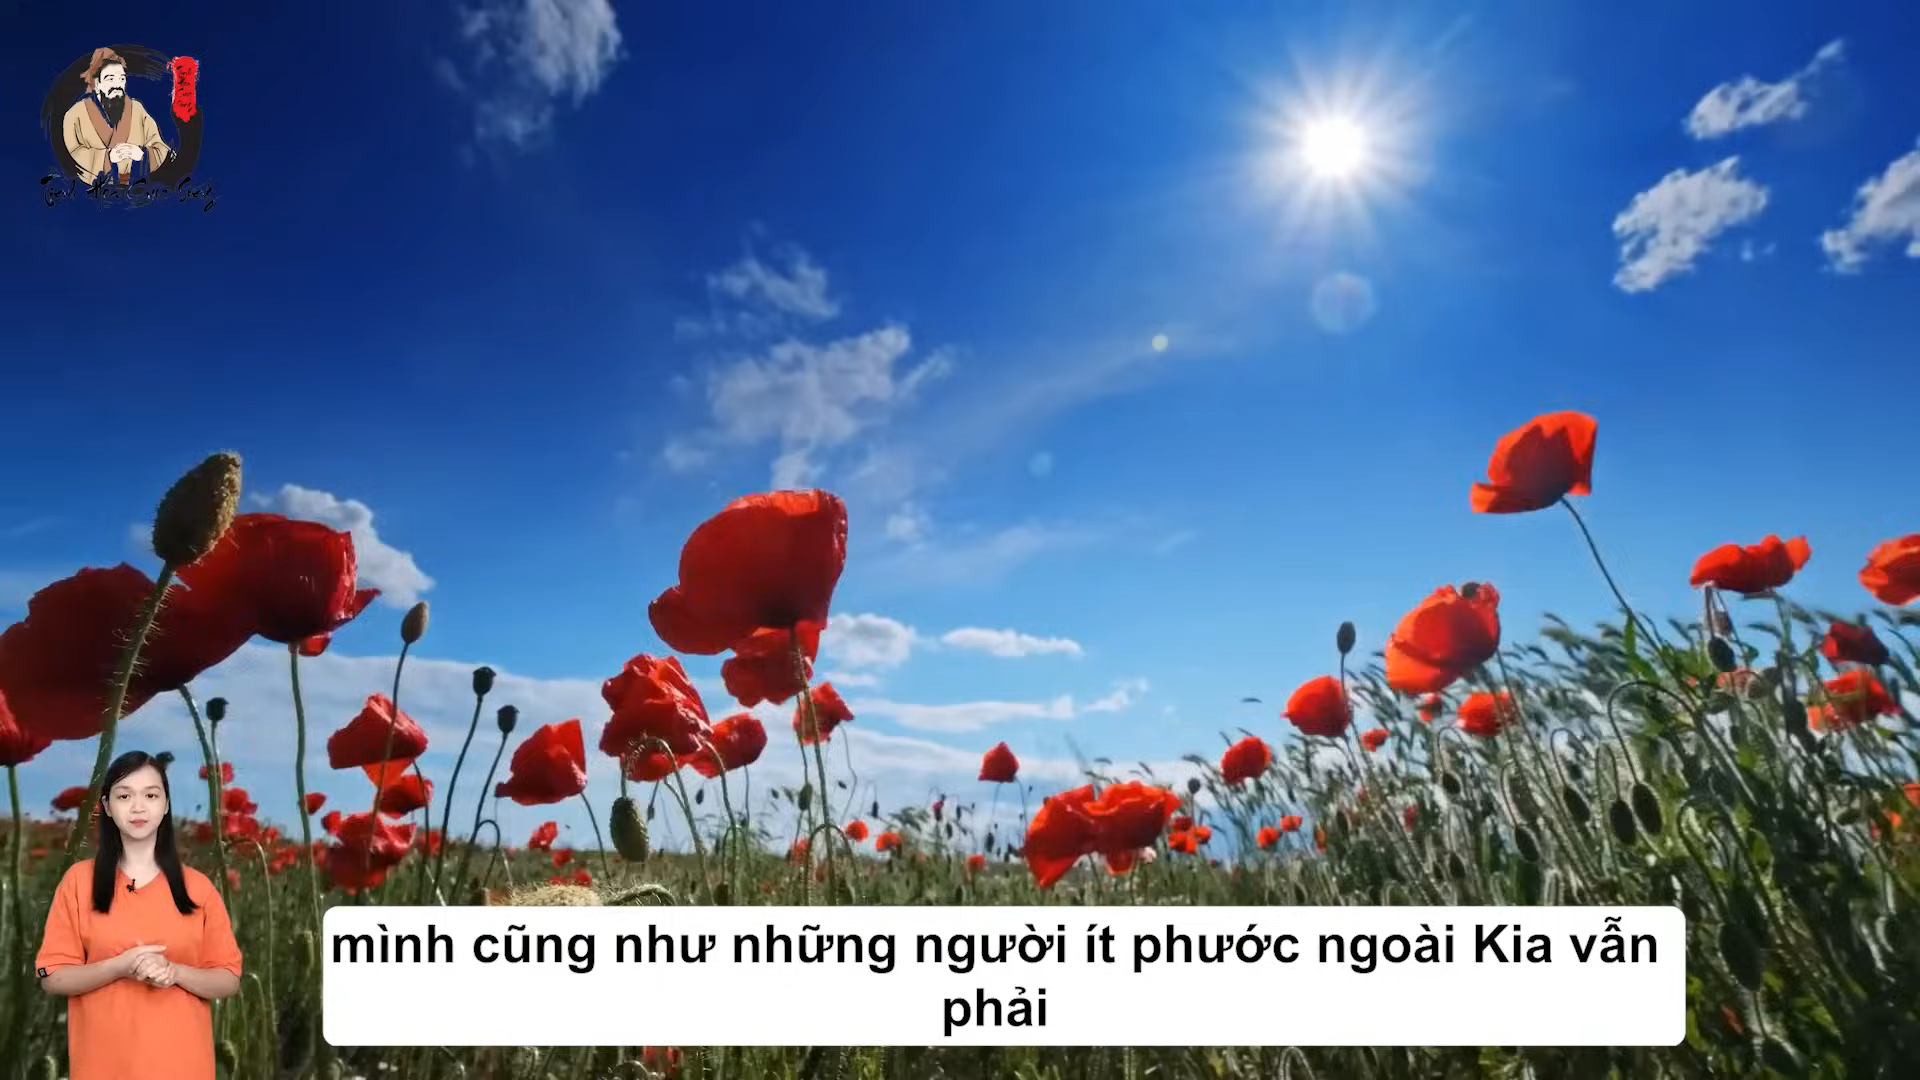 mình cũng như những người ít phước ngoài Kia vẫn
phải